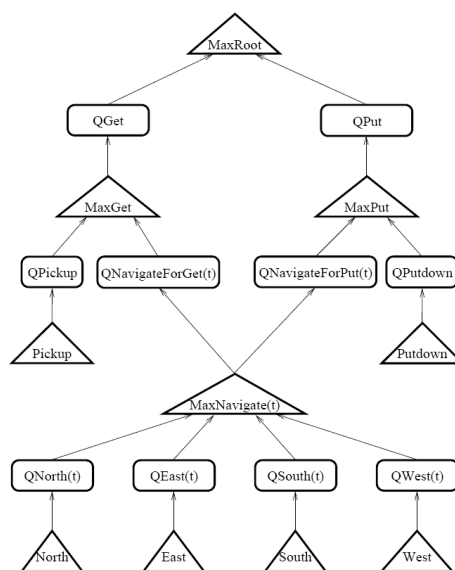 MaxRoot
QGet QPut
MaxGet MaxPut
QPickup QNavigateForGet(t) QNavigateForPut(t) QPutdown
Pickup Putdown
MaxNavigate(t)
QNorth(t) QEast(t) QSouth(t) QWest(t)
North East South West